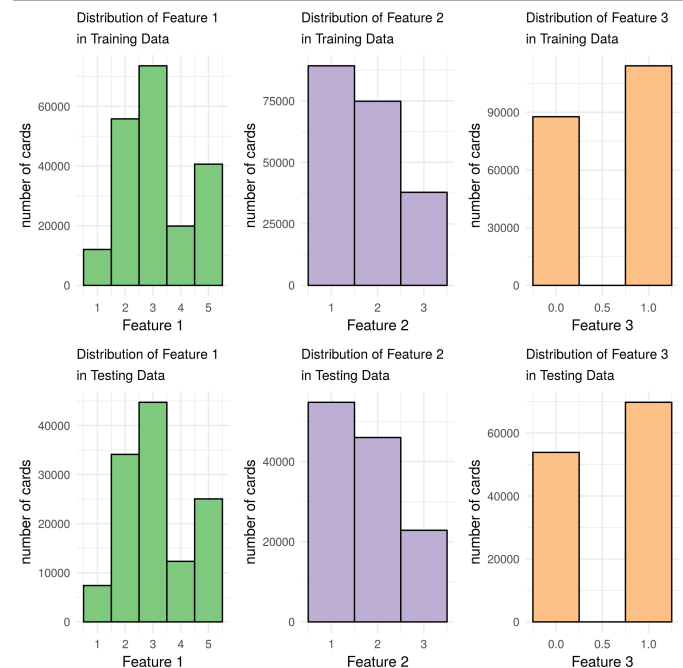 Distribution of Feature 1
in Training Data
number of cards
60000
40000
20000
0
1 2 3 4 5
Feature 1
Distribution of Feature 2
in Training Data
number of cards
75000
50000
25000
0
1 2 3
Feature 2
Distribution of Feature 3
in Training Data
number of cards
90000
60000
30000
0
0.0 0.5 1.0
Feature 3
Distribution of Feature 1
in Testing Data
number of cards
40000
30000
20000
10000
0
1 2 3 4 5
Feature 1
Distribution of Feature 2
in Testing Data
number of cards
40000
20000
0
1 2 3
Feature 2
Distribution of Feature 3
in Testing Data
number of cards
60000
40000
20000
0
0.0 0.5 1.0
Feature 3